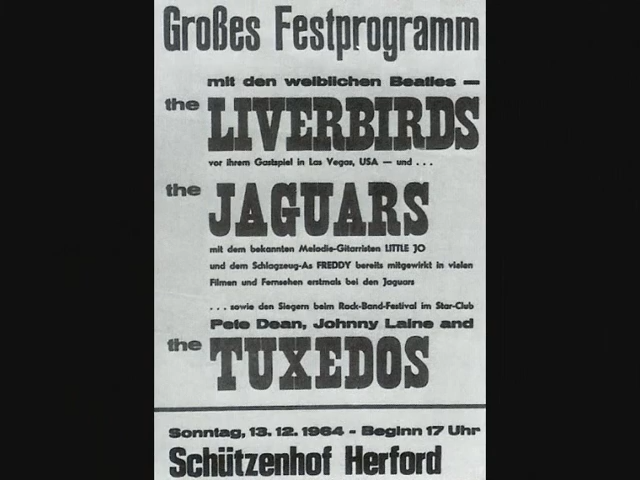 Großes Festprogramm
mit den weiblichen Beatles —
the LIVERBIRDS
vor ihrem Gastspiel in Las Vegas, USA — und . . .
the JAGUARS
mit dem bekannten Melodie-Gitarristen LITTLE JO
und dem Schlagzeug-As FREDDY bereits mitgewirkt in vielen
Filmen und Fernsehen erstmals bei den Jaguars
. . . sowie den Siegern beim Rock-Band-Festival im Star-Club
Pete Dean, Johnny Laine and
the TUXEDOS
Sonntag, 13. 12. 1964 - Beginn 17 Uhr
Schützenhof Herford